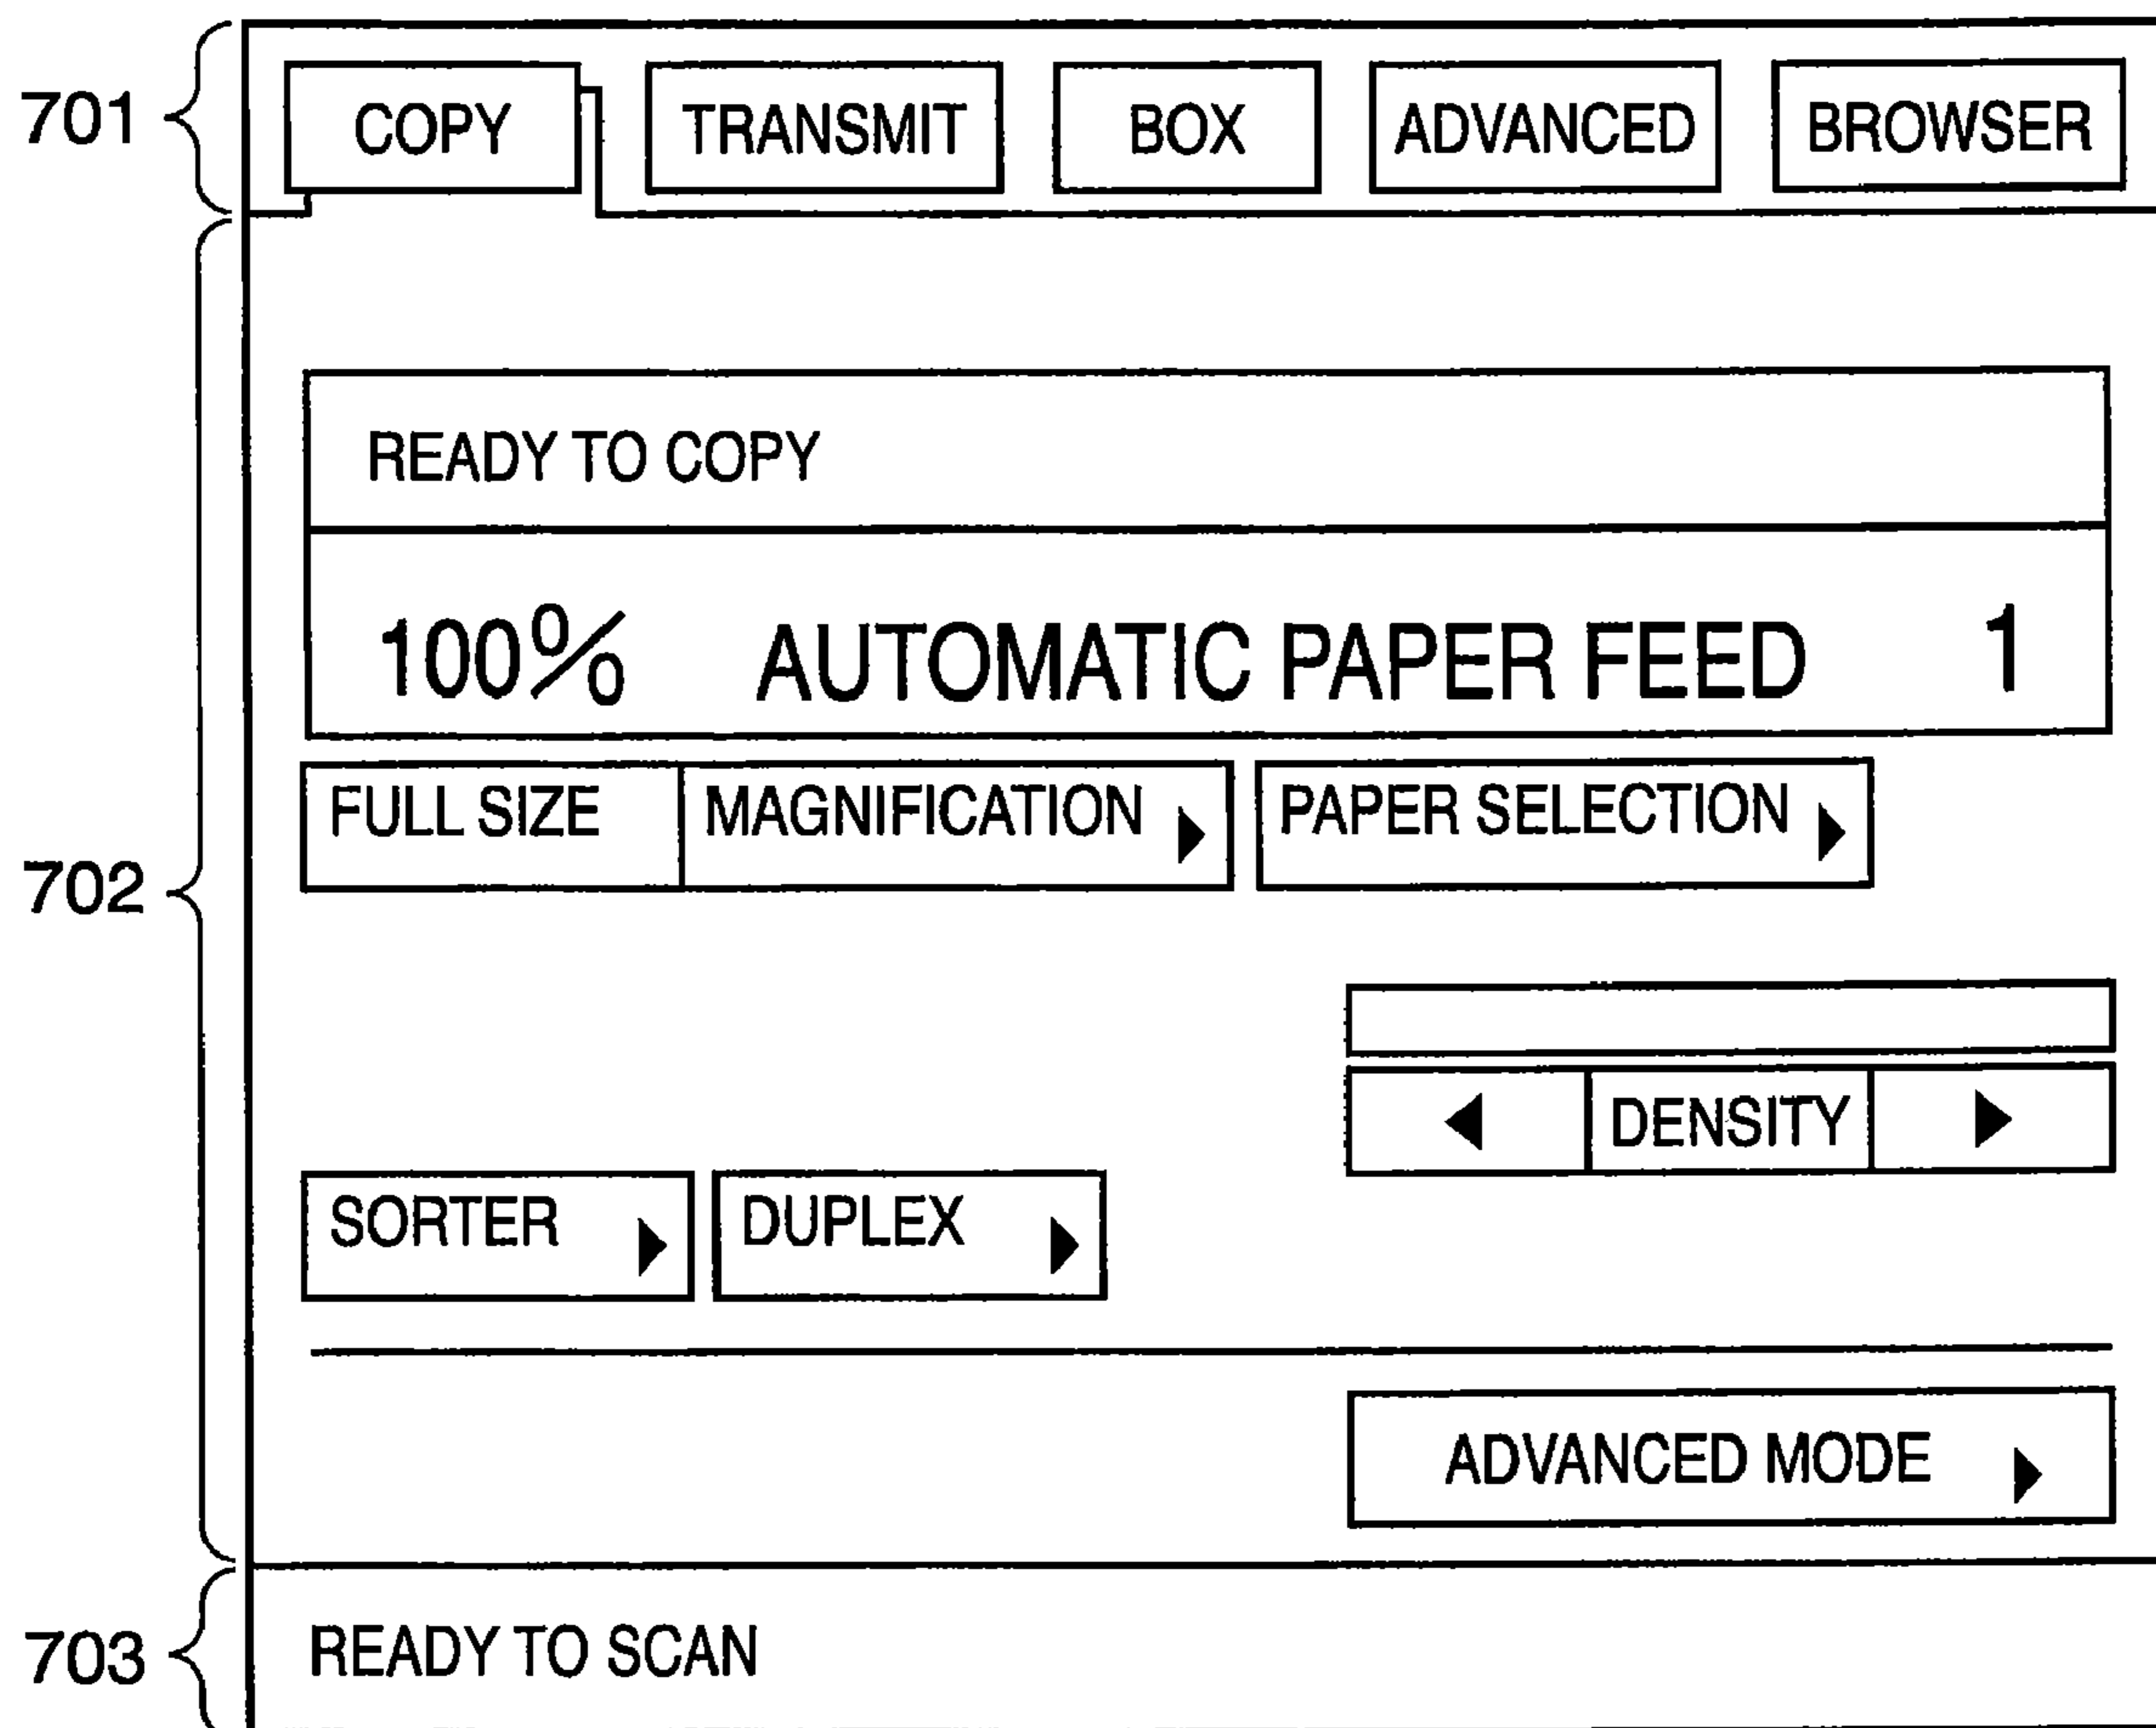 701
COPY TRANSMIT BOX ADVANCED BROWSER
READY TO COPY
100% AUTOMATIC PAPER FEED 1
FULL SIZE MAGNIFICATION PAPER SELECTION
702
DENSITY
SORTER DUPLEX
ADVANCED MODE
703
READY TO SCAN